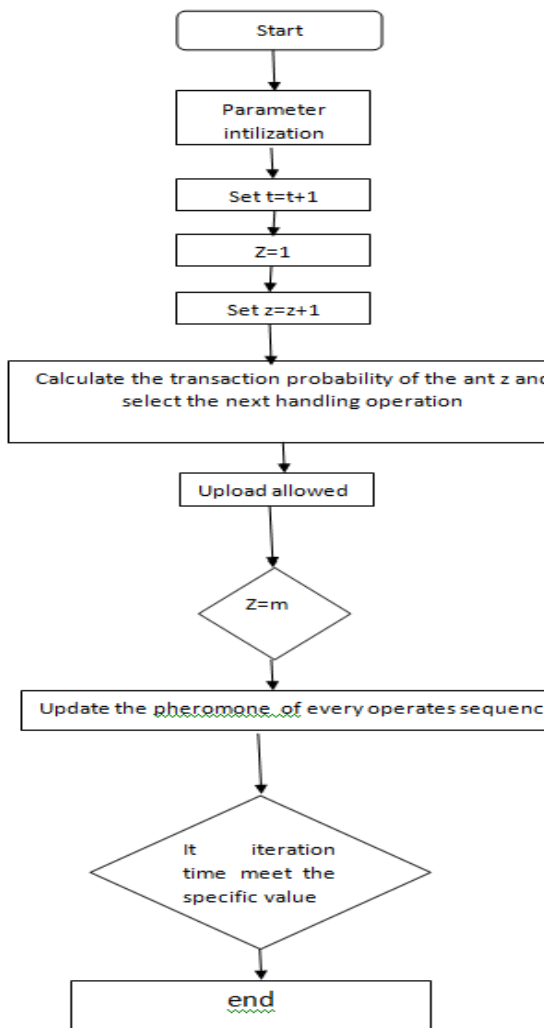 Start
Parameter
intilization
Set t=t+1
Z=1
Set z=z+1
Calculate the transaction probability of the ant z and
select the next handling operation
Upload allowed
Z=m
Update the pheromone of every operates sequenc
It iteration
time meet the
specific value
end